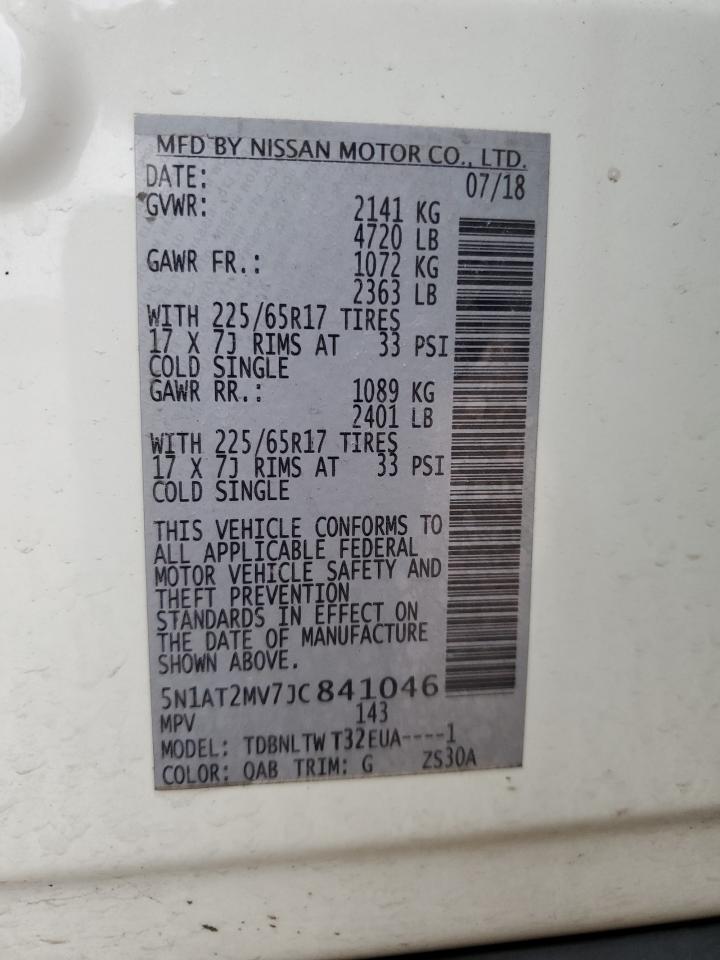 MFD BY NISSAN MOTOR CO., LTD.
DATE: 07/18
GVWR: 2141 KG
4720 LB
GAWR FR.: 1072 KG
2363 LB
WITH 225/65R17 TIRES
17 X 7J RIMS AT 33 PSI
COLD SINGLE
GAWR RR.: 1089 KG
2401 LB
WITH 225/65R17 TIRES
17 X 7J RIMS AT 33 PSI
COLD SINGLE
THIS VEHICLE CONFORMS TO
ALL APPLICABLE FEDERAL
MOTOR VEHICLE SAFETY AND
THEFT PREVENTION
STANDARDS IN EFFECT ON
THE DATE OF MANUFACTURE
SHOWN ABOVE.
5N1AT2MV7JC841046
MPV 143
MODEL: TDBNLTW T32EUA----1
COLOR: QAB TRIM: G ZS30A